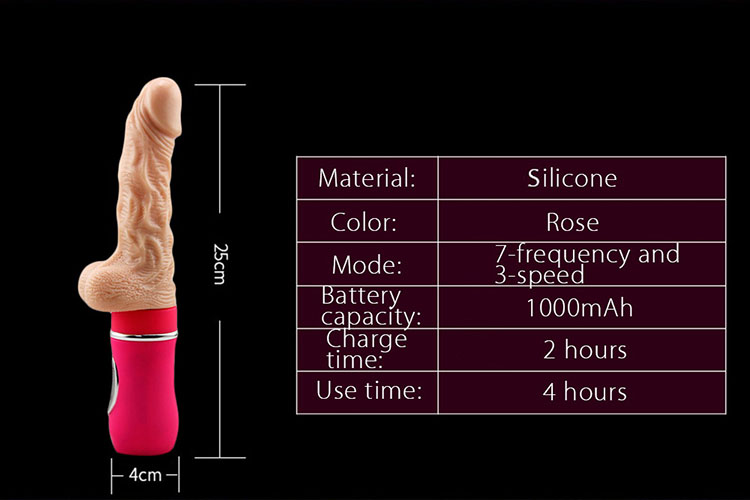 25cm
4cm
Material: Silicone
Color: Rose
Mode: 7-frequency and
3-speed
Battery
capacity: 1000mAh
Charge
time: 2 hours
Use time: 4 hours